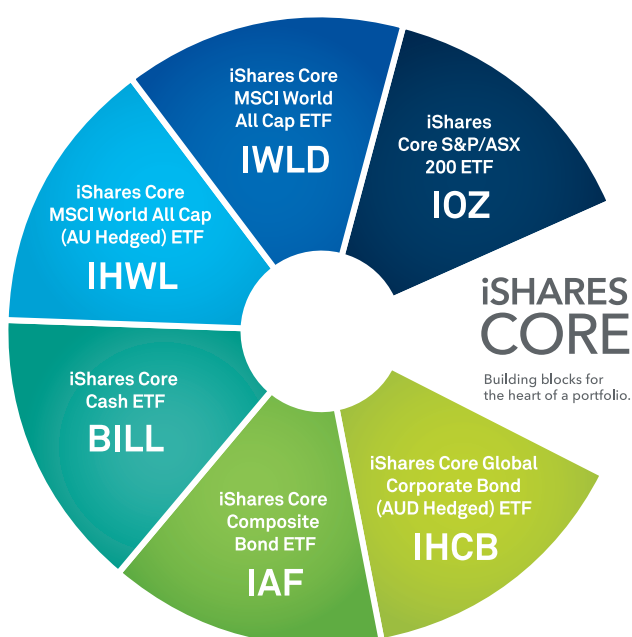 iShares Core
MSCI World
All Cap ETF
IWLD
iShares
Core S&P/ASX
200 ETF
IOZ
iShares Core
MSCI World All Cap
(AU Hedged) ETF
IHWL
iSHARES
CORE
Building blocks for
the heart of a portfolio.
iShares Core
Cash ETF
BILL
iShares Core
Composite
Bond ETF
IAF
iShares Core Global
Corporate Bond
(AUD Hedged) ETF
IHCB